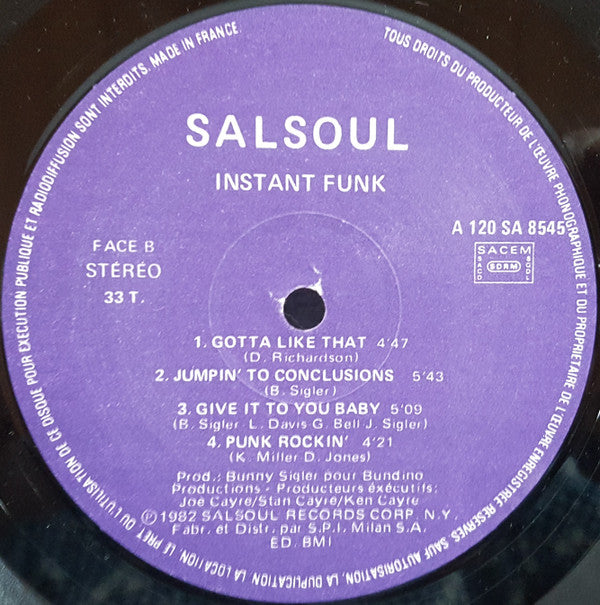 SALSOUL
INSTANT FUNK
A 120 SA 8545
FACE B
STÉRÉO
33 T.
SACEM
SACD
SDRM
SGDL
1. GOTTA LIKE THAT 4'47
(D. Richardson)
2. JUMPIN' TO CONCLUSIONS 5'43
(B. Sigler)
3. GIVE IT TO YOU BABY 5'09
(B. Sigler L. Davis G. Bell J. Sigler)
4. PUNK ROCKIN' 4'21
(K. Miller D. Jones)
Prod.: Bunny Sigler pour Bundino
Productions - Producteurs éxécutifs:
Joe Cayre/Stan Cayre/Ken Cayre
Ⓟ©1982 SALSOUL RECORDS CORP. N.Y.
Fabr. et Distr. par S.P.I. Milan S.A.
ED. BMI
TOUS DROITS DU PRODUCTEUR DE L'ŒUVRE PHONOGRAPHIQUE ET DU PROPRIETAIRE DE L'ŒUVRE ENREGISTREE RESERVES. SAUF AUTORISATION, LA DUPLICATION, LA LOCATION, LE PRET OU L'UTILISATION DE CE DISQUE POUR EXECUTION PUBLIQUE ET RADIODIFFUSION SONT INTERDITS. MADE IN FRANCE.